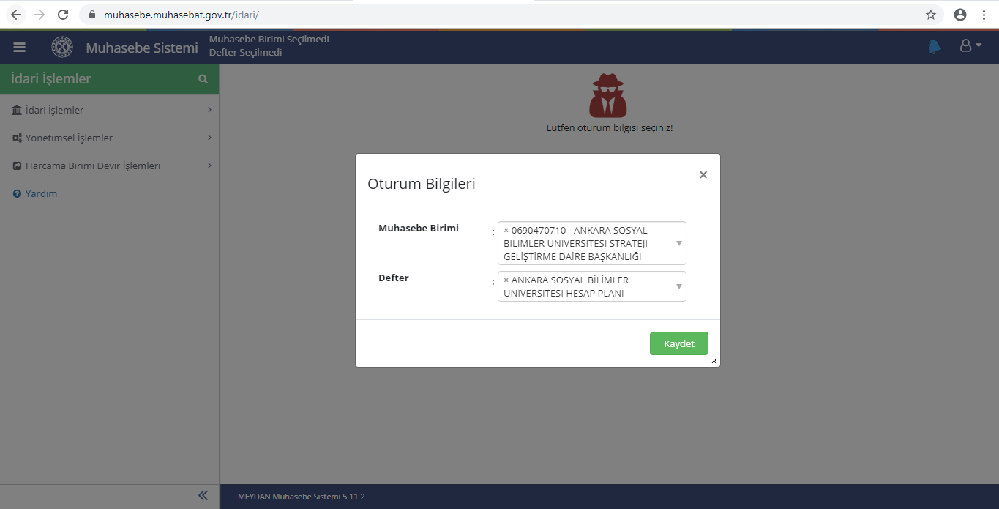 muhasebe.muhasebat.gov.tr/idari/
Muhasebe Sistemi
Muhasebe Birimi Seçilmedi
Defter Seçilmedi
İdari İşlemler
İdari İşlemler
Yönetimsel İşlemler
Harcama Birimi Devir İşlemleri
Yardım
Lütfen oturum bilgisi seçiniz!
Oturum Bilgileri
×
Muhasebe Birimi
:
× 0690470710 - ANKARA SOSYAL
BİLİMLER ÜNİVERSİTESİ STRATEJİ
GELİŞTİRME DAİRE BAŞKANLIĞI
Defter
:
× ANKARA SOSYAL BİLİMLER
ÜNİVERSİTESİ HESAP PLANI
Kaydet
MEYDAN Muhasebe Sistemi 5.11.2